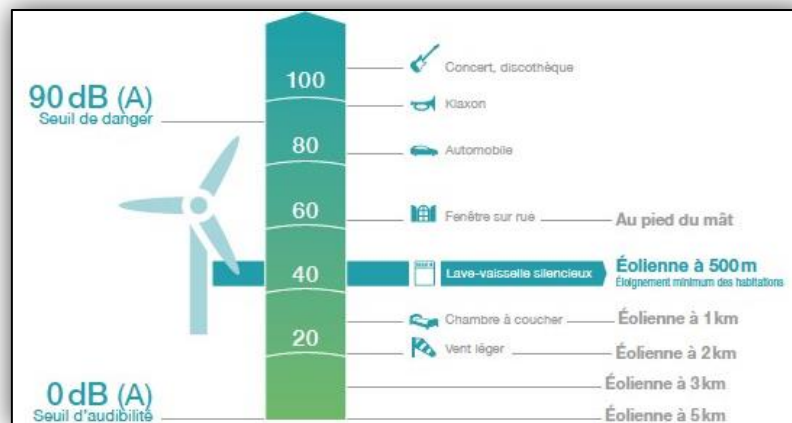 100
80
60
40
20
90 dB (A)
Seuil de danger
0 dB (A)
Seuil d'audibilité
Concert, discothèque
Klaxon
Automobile
Fenêtre sur rue
Au pied du mât
Lave-vaisselle silencieux
Éolienne à 500 m
Éloignement minimum des habitations
Chambre à coucher
Éolienne à 1 km
Vent léger
Éolienne à 2 km
Éolienne à 3 km
Éolienne à 5 km